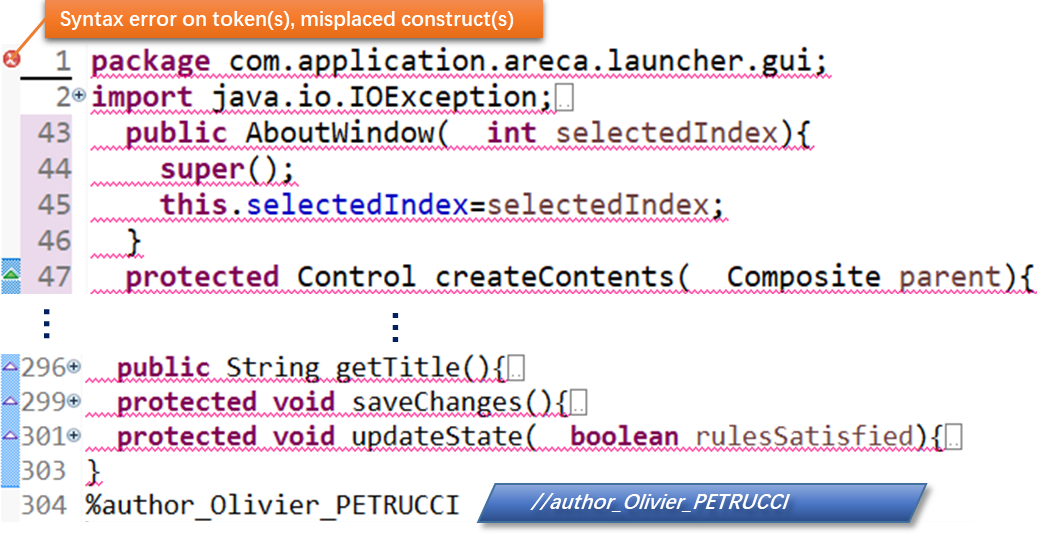 Syntax error on token(s), misplaced construct(s)
1 package com.application.areca.launcher.gui;
2 import java.io.IOException;
43 public AboutWindow( int selectedIndex){
44 super();
45 this.selectedIndex=selectedIndex;
46 }
47 protected Control createContents( Composite parent){
296 public String getTitle(){
299 protected void saveChanges(){
301 protected void updateState( boolean rulesSatisfied){
303 }
304 %author_Olivier_PETRUCCI
//author_Olivier_PETRUCCI